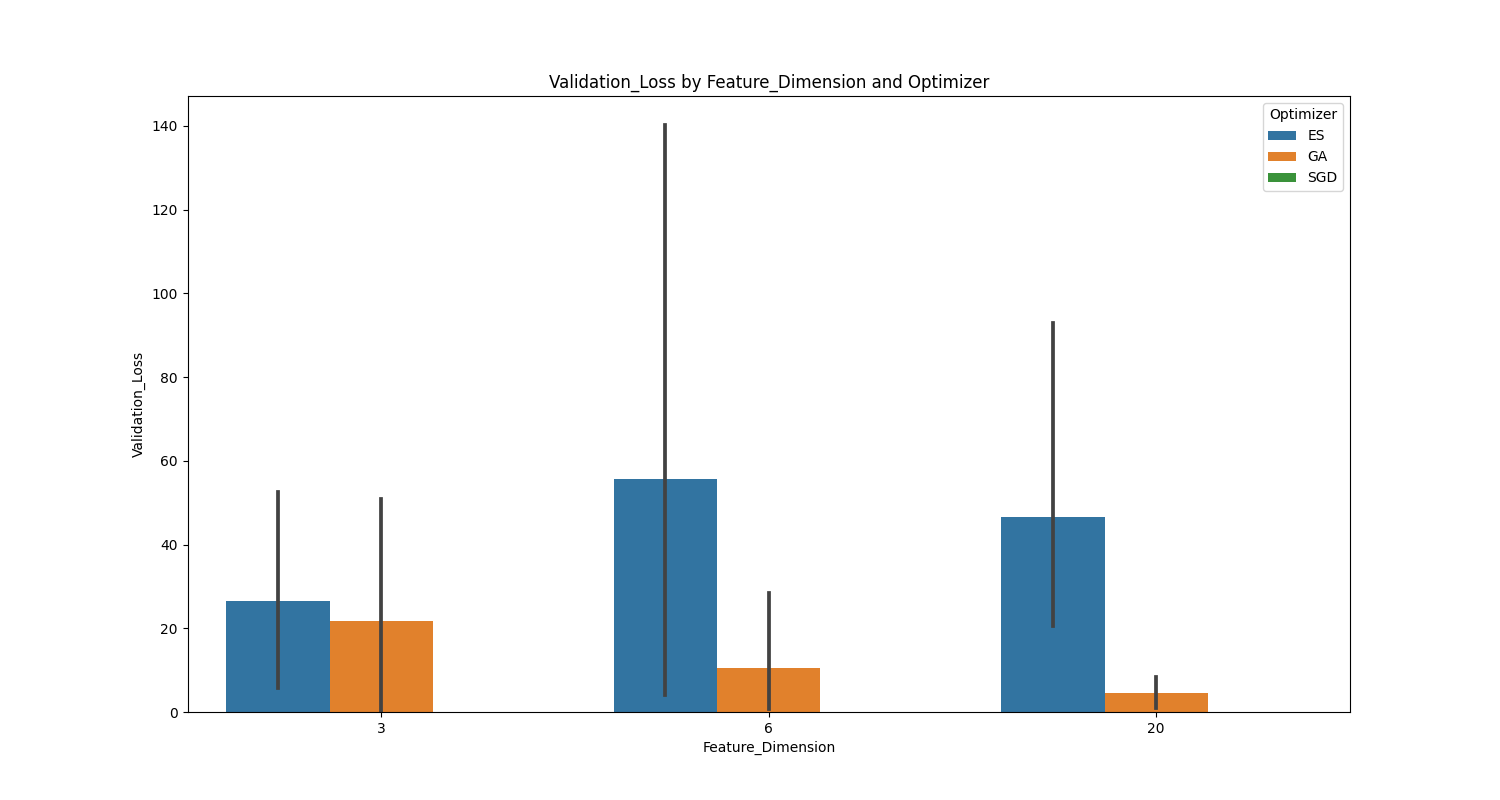 Validation_Loss by Feature_Dimension and Optimizer
Optimizer
ES
GA
SGD
140
120
100
80
60
40
20
0
Validation_Loss
3
6
20
Feature_Dimension